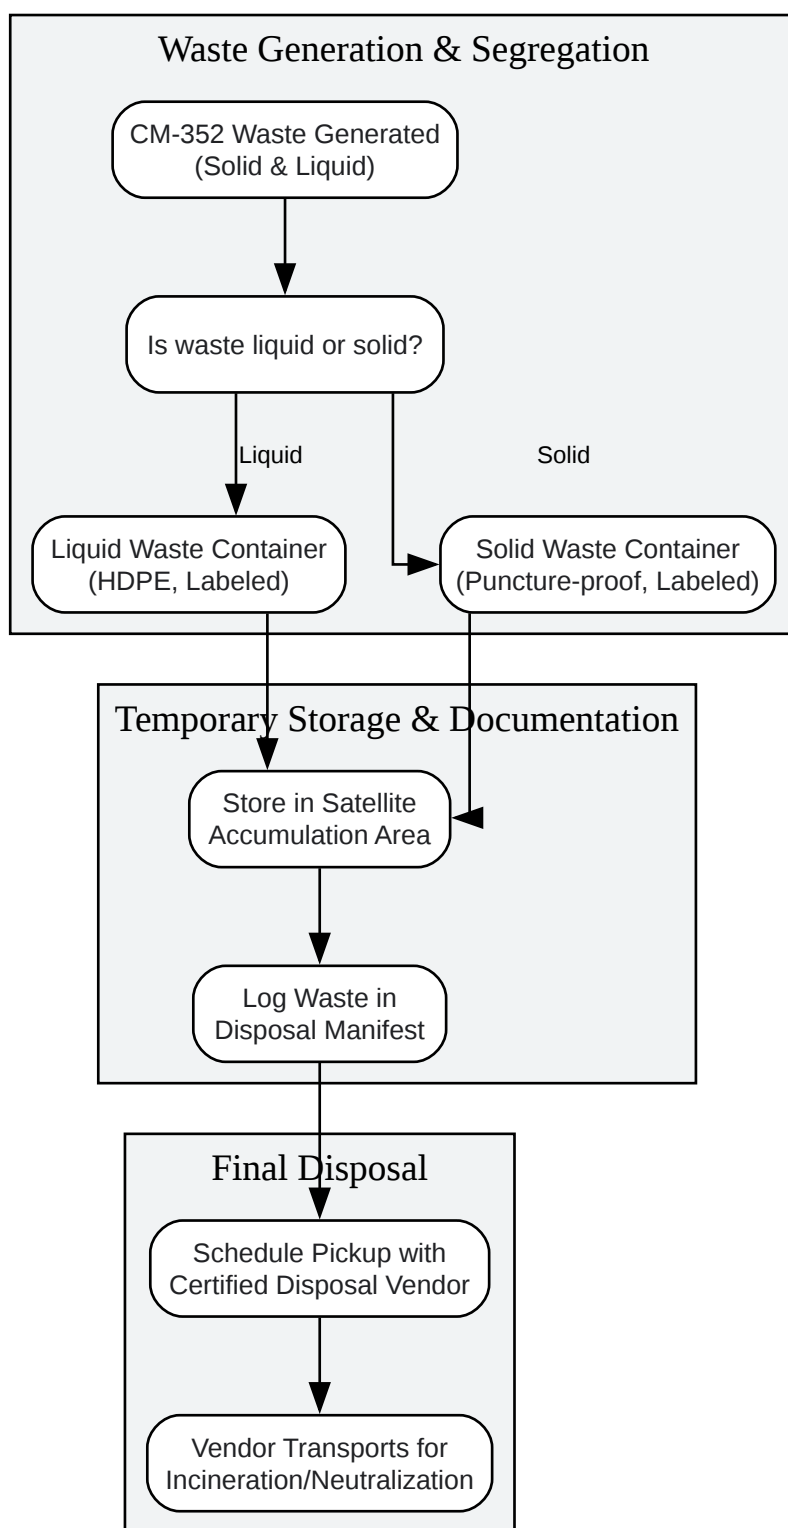 Waste Generation & Segregation
CM-352 Waste Generated
(Solid & Liquid)
Is waste liquid or solid?
Liquid
Solid
Liquid Waste Container
(HDPE, Labeled)
Solid Waste Container
(Puncture-proof, Labeled)
Temporary Storage & Documentation
Store in Satellite
Accumulation Area
Log Waste in
Disposal Manifest
Final Disposal
Schedule Pickup with
Certified Disposal Vendor
Vendor Transports for
Incineration/Neutralization